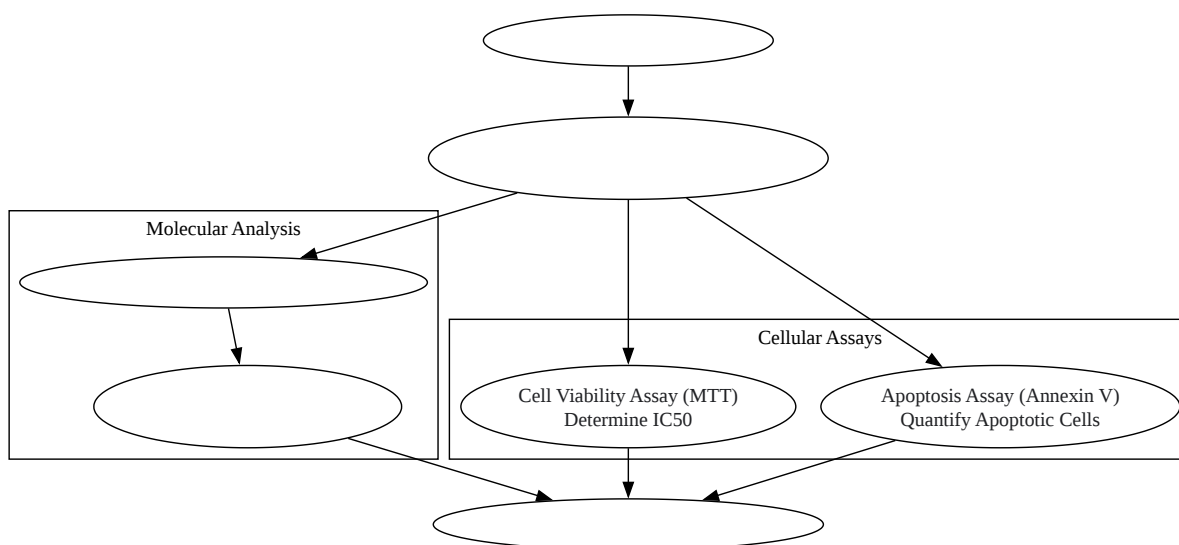 Molecular Analysis
Cellular Assays
Cell Viability Assay (MTT)
Determine IC50
Apoptosis Assay (Annexin V)
Quantify Apoptotic Cells